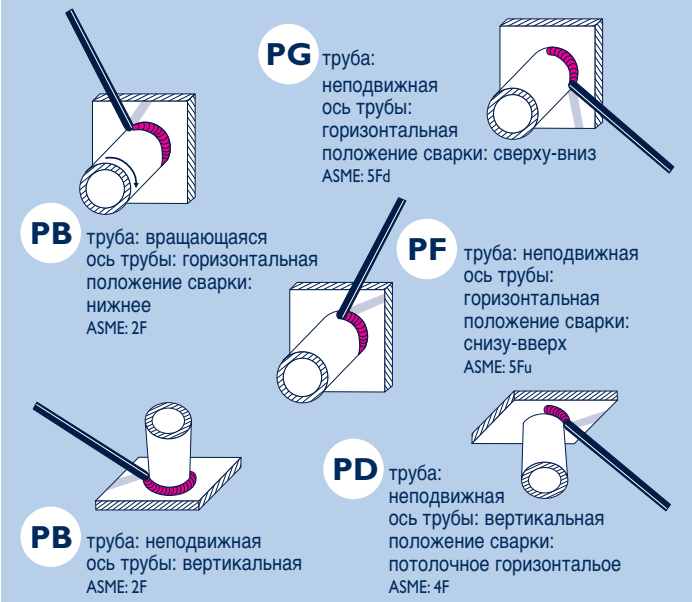 PG
труба:
неподвижная
ось трубы:
горизонтальная
положение сварки: сверху-вниз
ASME: 5Fd
PB
труба: вращающаяся
ось трубы: горизонтальная
положение сварки:
нижнее
ASME: 2F
PF
труба: неподвижная
ось трубы:
горизонтальная
положение сварки:
снизу-вверх
ASME: 5Fu
PB
труба: неподвижная
ось трубы: вертикальная
ASME: 2F
PD
труба:
неподвижная
ось трубы: вертикальная
положение сварки:
потолочное горизонтальое
ASME: 4F